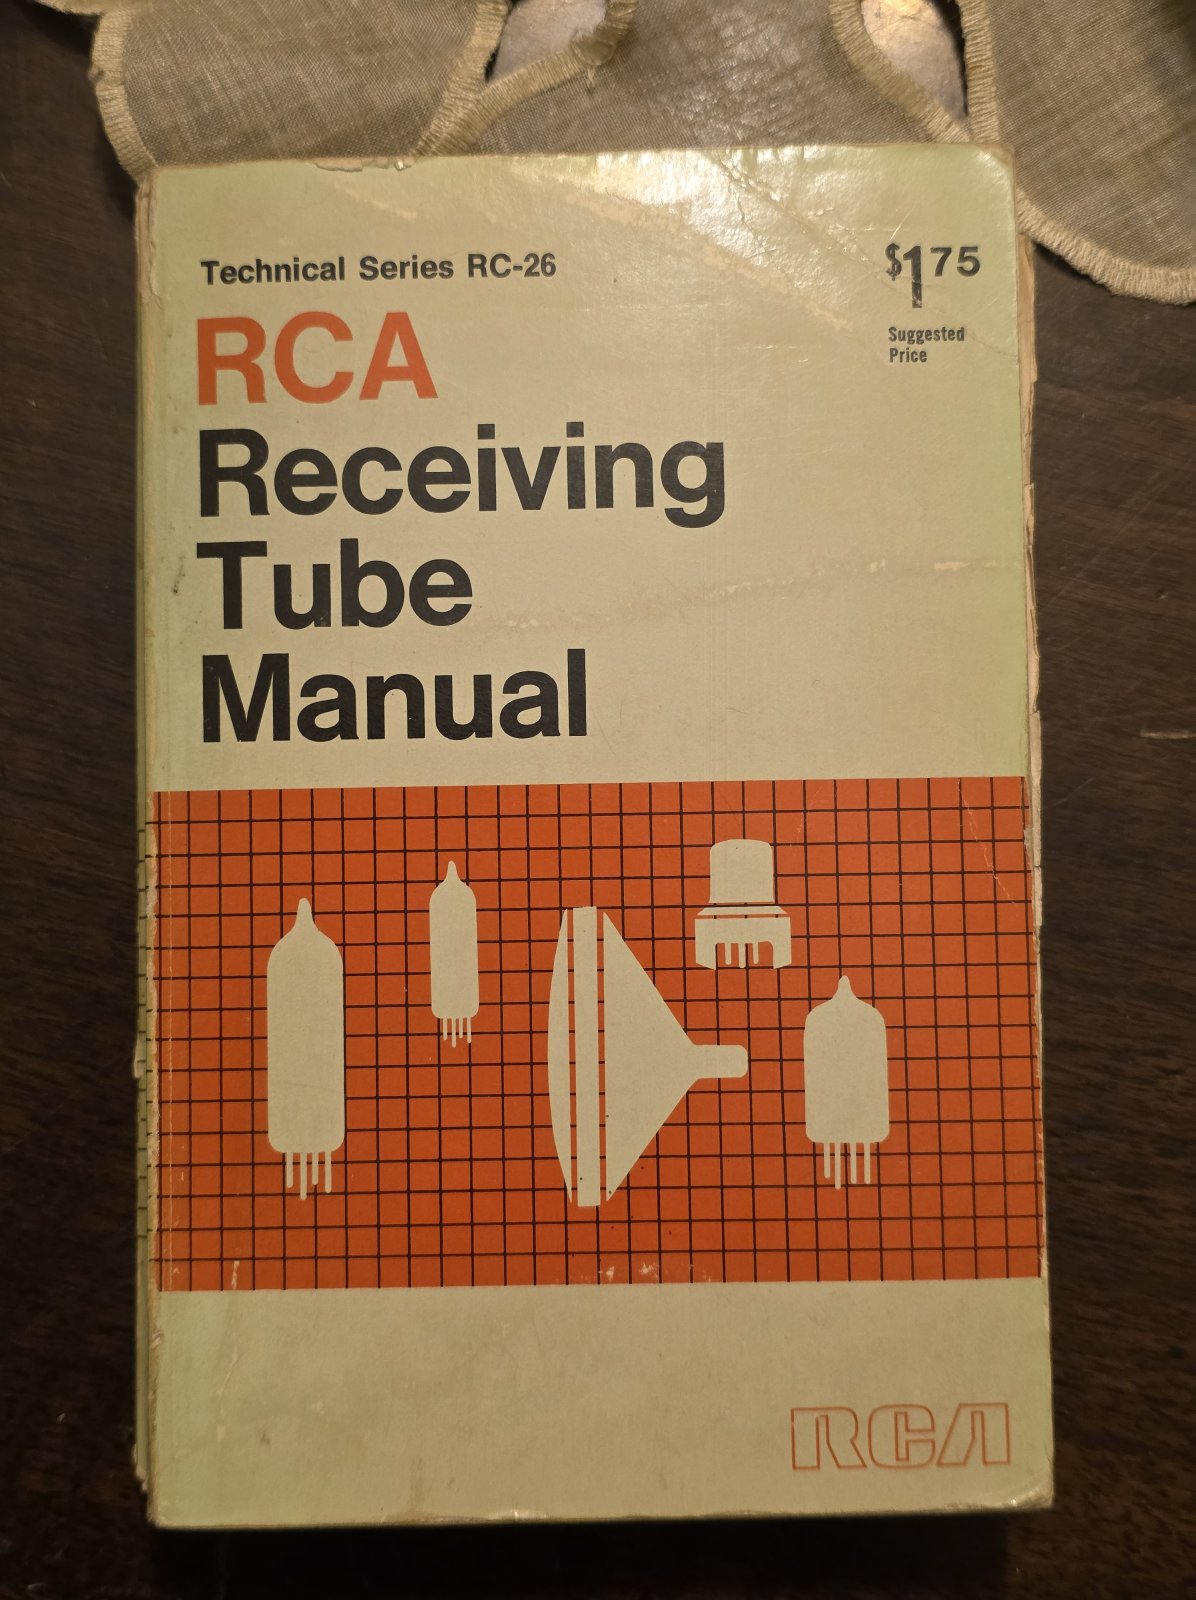 Technical Series RC-26
$1.75
Suggested
Price
RCA
Receiving
Tube
Manual
RCA